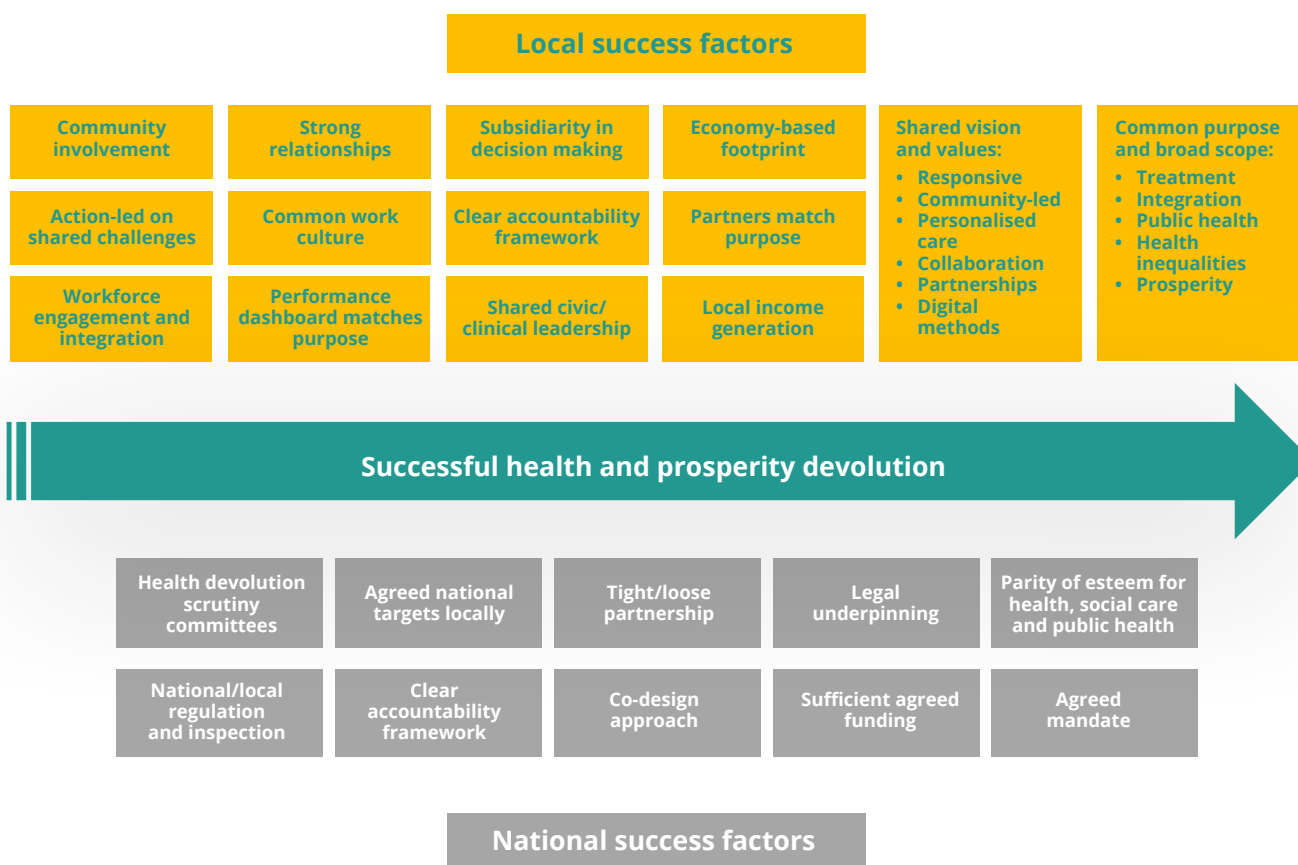 Local success factors
Community
involvement
Strong
relationships
Subsidiarity in
decision making
Economy-based
footprint
Shared vision
and values:
• Responsive
• Community-led
• Personalised
care
• Collaboration
• Partnerships
• Digital
methods
Common purpose
and broad scope:
• Treatment
• Integration
• Public health
• Health
inequalities
• Prosperity
Action-led on
shared challenges
Common work
culture
Clear accountability
framework
Partners match
purpose
Workforce
engagement and
integration
Performance
dashboard matches
purpose
Shared civic/
clinical leadership
Local income
generation
Successful health and prosperity devolution
Health devolution
scrutiny
committees
Agreed national
targets locally
Tight/loose
partnership
Legal
underpinning
Parity of esteem for
health, social care
and public health
National/local
regulation
and inspection
Clear
accountability
framework
Co-design
approach
Sufficient agreed
funding
Agreed
mandate
National success factors